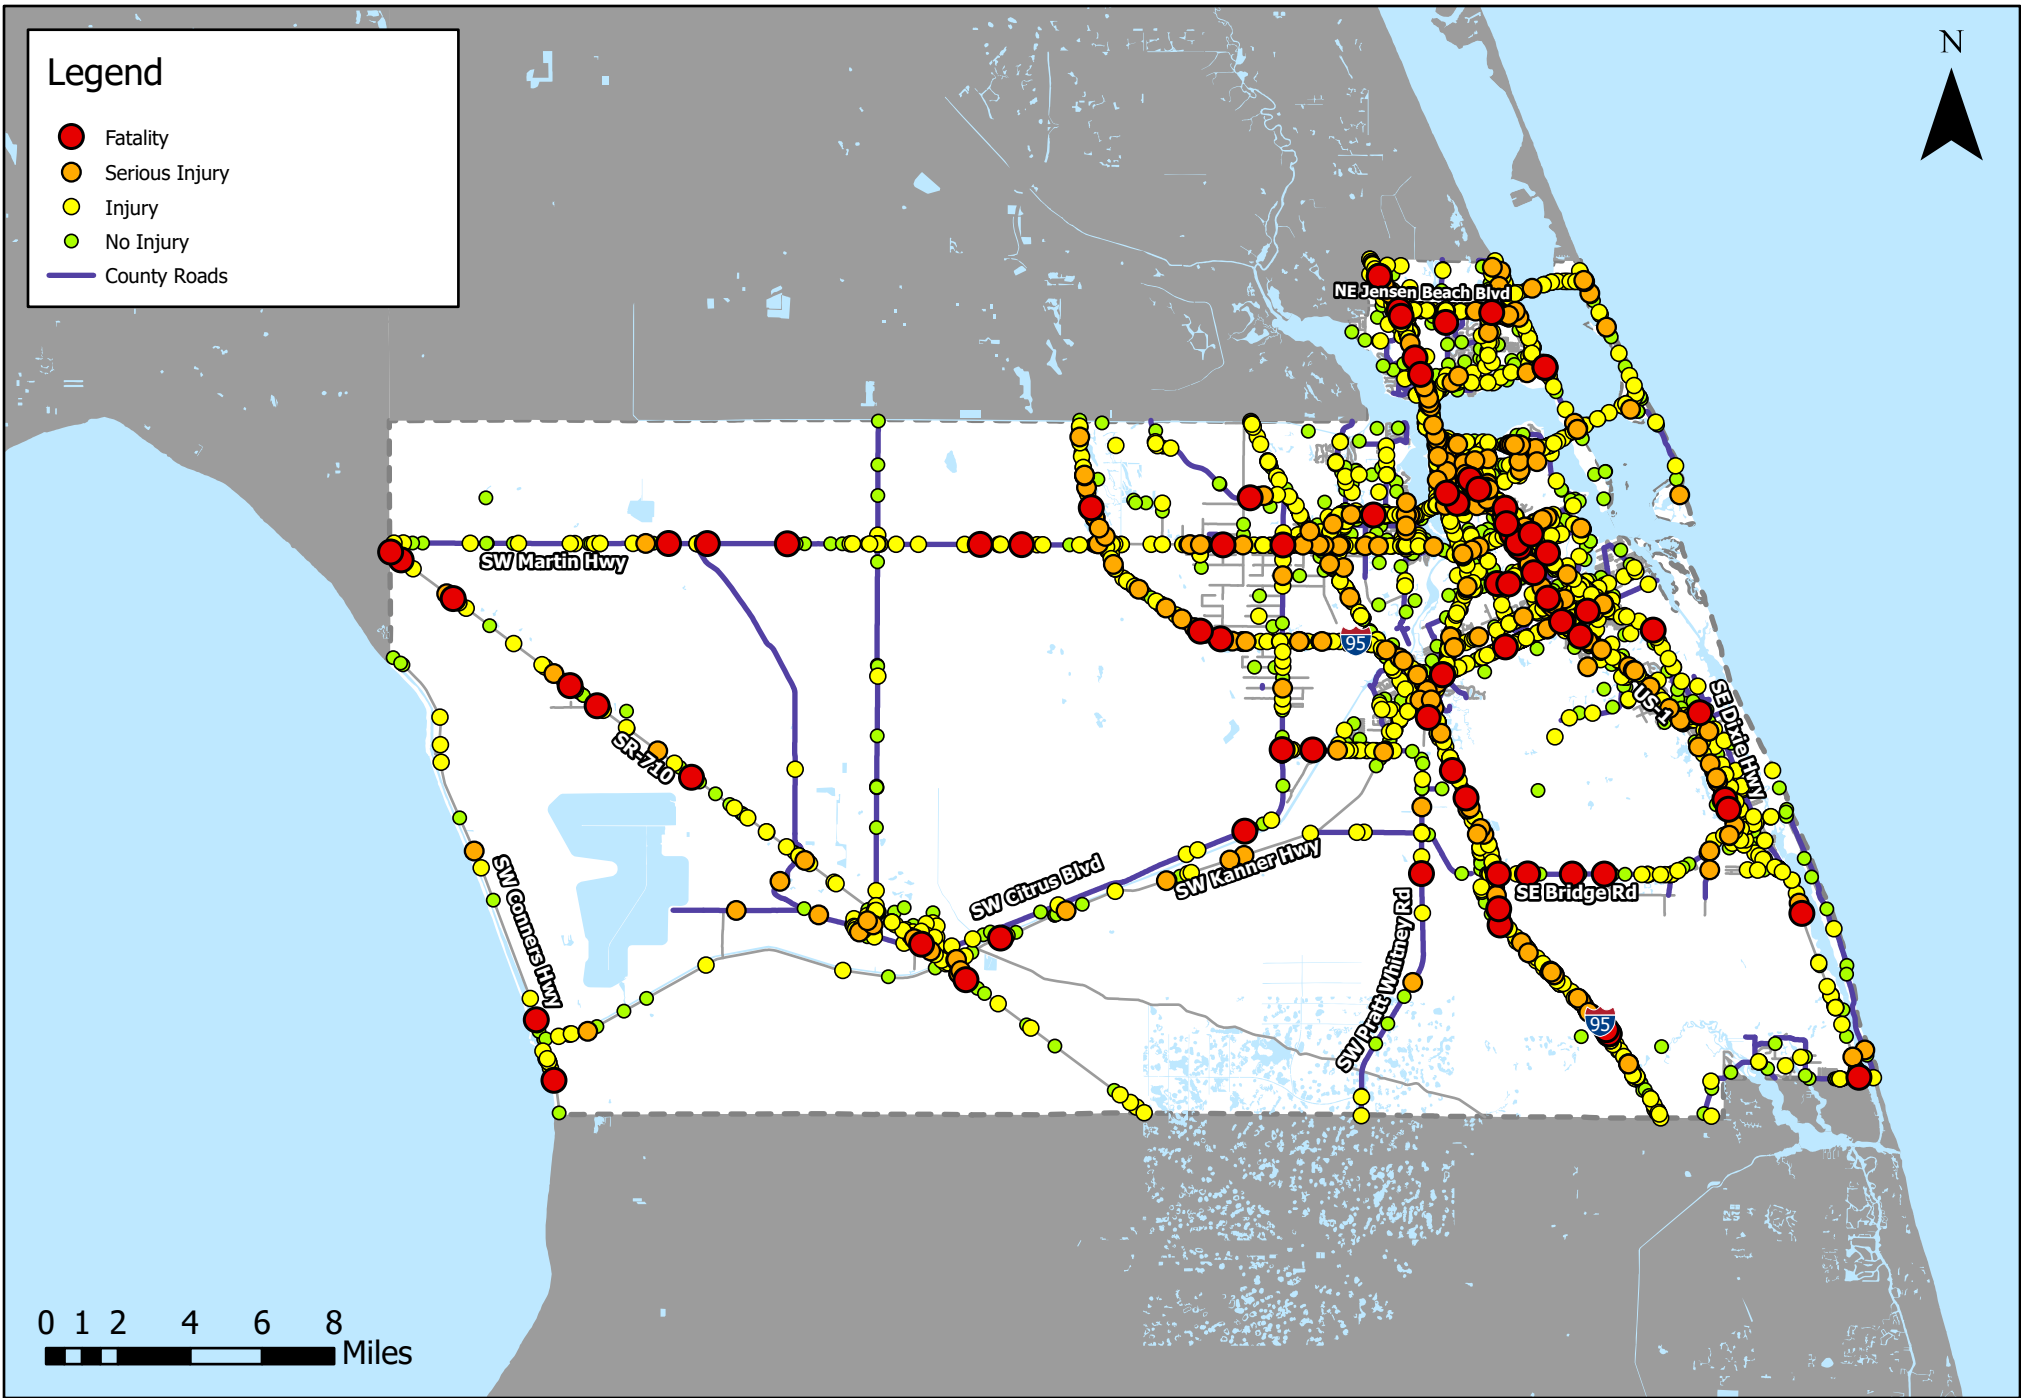 Legend
Fatality
Serious Injury
Injury
No Injury
County Roads
N
NE Jensen Beach Blvd
SW Martin Hwy
95
SR-710
US-1
SE Dixie Hwy
SW Conners Hwy
SW Citrus Blvd
SW Kanner Hwy
SE Bridge Rd
SW Pratt Whitney Rd
95
0 1 2 4 6 8
Miles